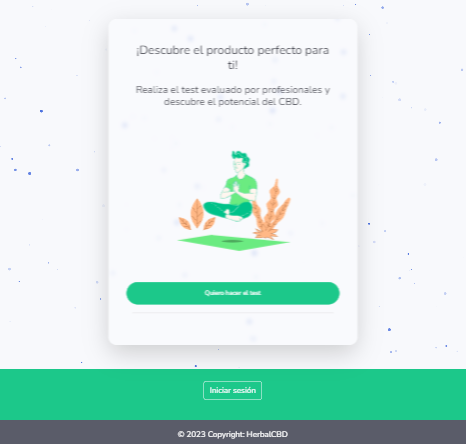 ¡Descubre el producto perfecto para
ti!
Realiza el test evaluado por profesionales y
descubre el potencial del CBD.
Quiero hacer el test
Iniciar sesión
© 2023 Copyright: HerbalCBD